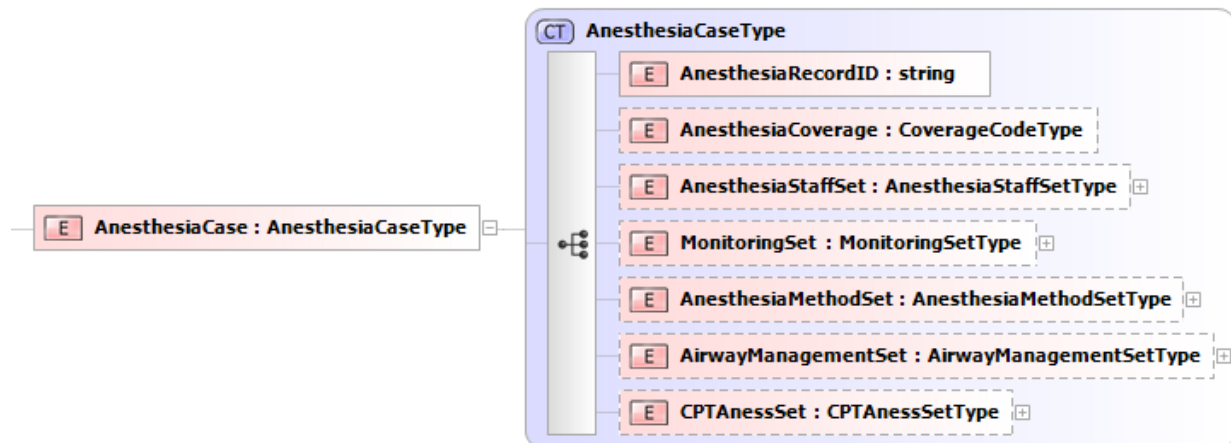 CT AnesthesiaCaseType
E AnesthesiaRecordID : string
E AnesthesiaCoverage : CoverageCodeType
E AnesthesiaStaffSet : AnesthesiaStaffSetType
E AnesthesiaCase : AnesthesiaCaseType
E MonitoringSet : MonitoringSetType
E AnesthesiaMethodSet : AnesthesiaMethodSetType
E AirwayManagementSet : AirwayManagementSetType
E CPTAnessSet : CPTAnessSetType